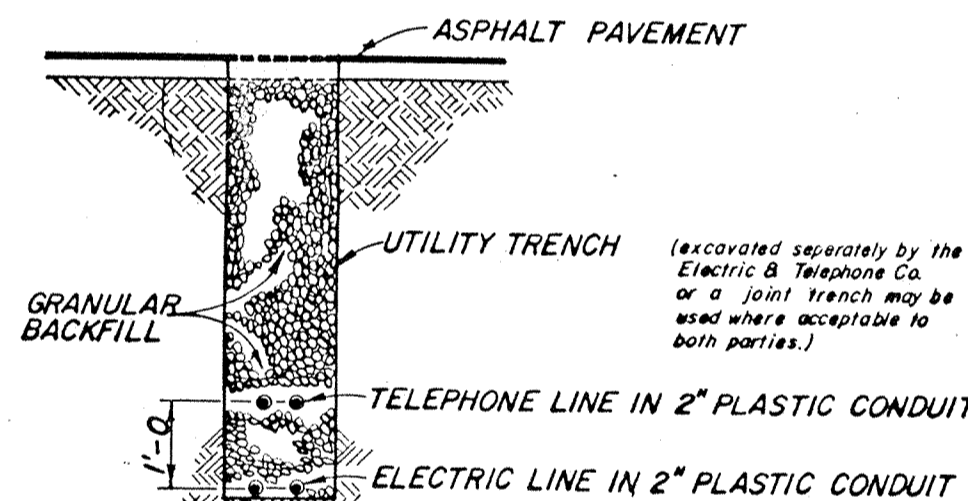 ASPHALT PAVEMENT
UTILITY TRENCH
(excavated seperately by the
Electric & Telephone Co.
or a joint trench may be
used where acceptable to
both parties.)
GRANULAR
BACKFILL
TELEPHONE LINE IN 2" PLASTIC CONDUIT
1'-0
ELECTRIC LINE IN 2" PLASTIC CONDUIT